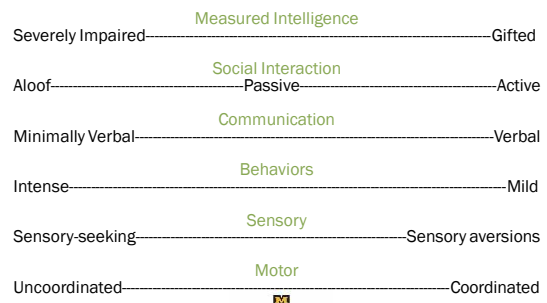 Measured Intelligence
Severely Impaired--------------------------------------------------------------------------------Gifted
Social Interaction
Aloof---------------------------------------------Passive---------------------------------------------Active
Communication
Minimally Verbal-----------------------------------------------------------------------------------Verbal
Behaviors
Intense----------------------------------------------------------------------------------------------------Mild
Sensory
Sensory-seeking--------------------------------------------------------------Sensory aversions
Motor
Uncoordinated---------------------------------------------------------------------------Coordinated
M